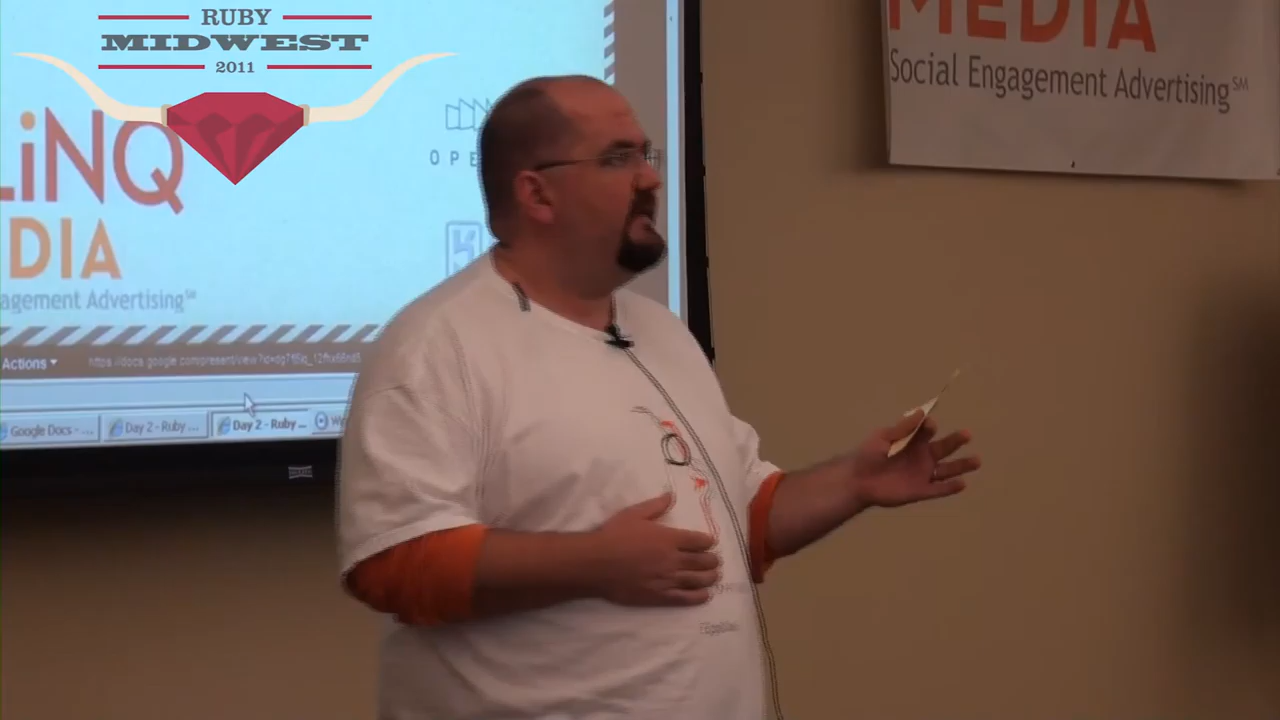 RUBY
MIDWEST
2011
LiNQ
DIA
agement Advertising℠
OPE
Actions
Google Docs - ...
Day 2 - Ruby ...
Day 2 - Ruby ...
MEDIA
Social Engagement Advertising℠